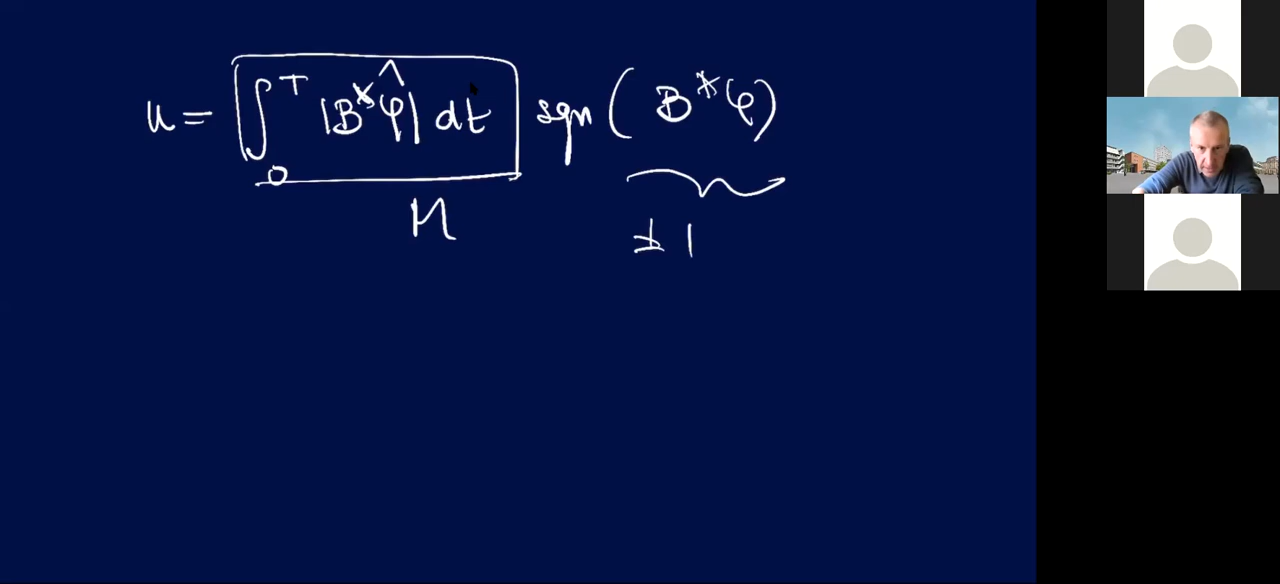 u = ∫₀ᵀ |B*φ̂| dt sgn ( B*φ)
M
±1